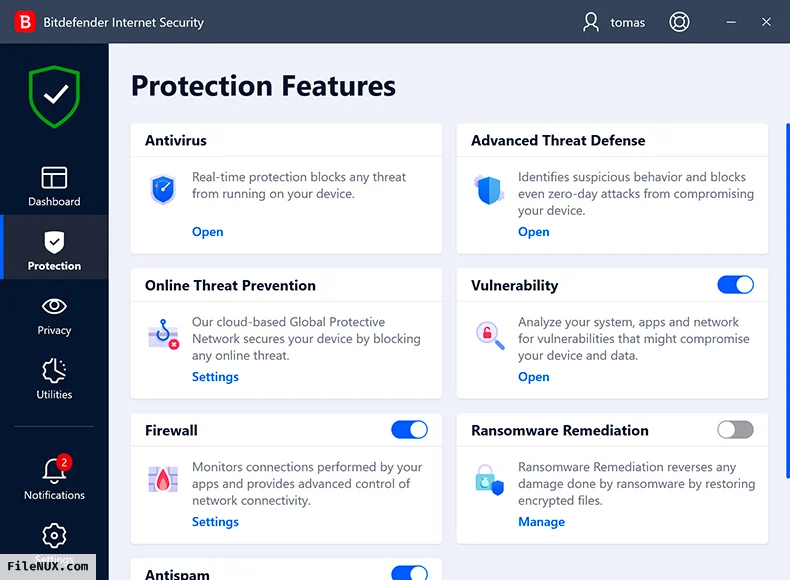 B Bitdefender Internet Security
tomas
Dashboard
Protection
Privacy
Utilities
2
Notifications
Settings
Protection Features
Antivirus
Real-time protection blocks any threat
from running on your device.
Open
Advanced Threat Defense
Identifies suspicious behavior and blocks
even zero-day attacks from compromising
your device.
Open
Online Threat Prevention
Our cloud-based Global Protective
Network secures your device by blocking
any online threat.
Settings
Vulnerability
Analyze your system, apps and network
for vulnerabilities that might compromise
your device and data.
Open
Firewall
Monitors connections performed by your
apps and provides advanced control of
network connectivity.
Settings
Ransomware Remediation
Ransomware Remediation reverses any
damage done by ransomware by restoring
encrypted files.
Manage
Antispam
FileNUX.com